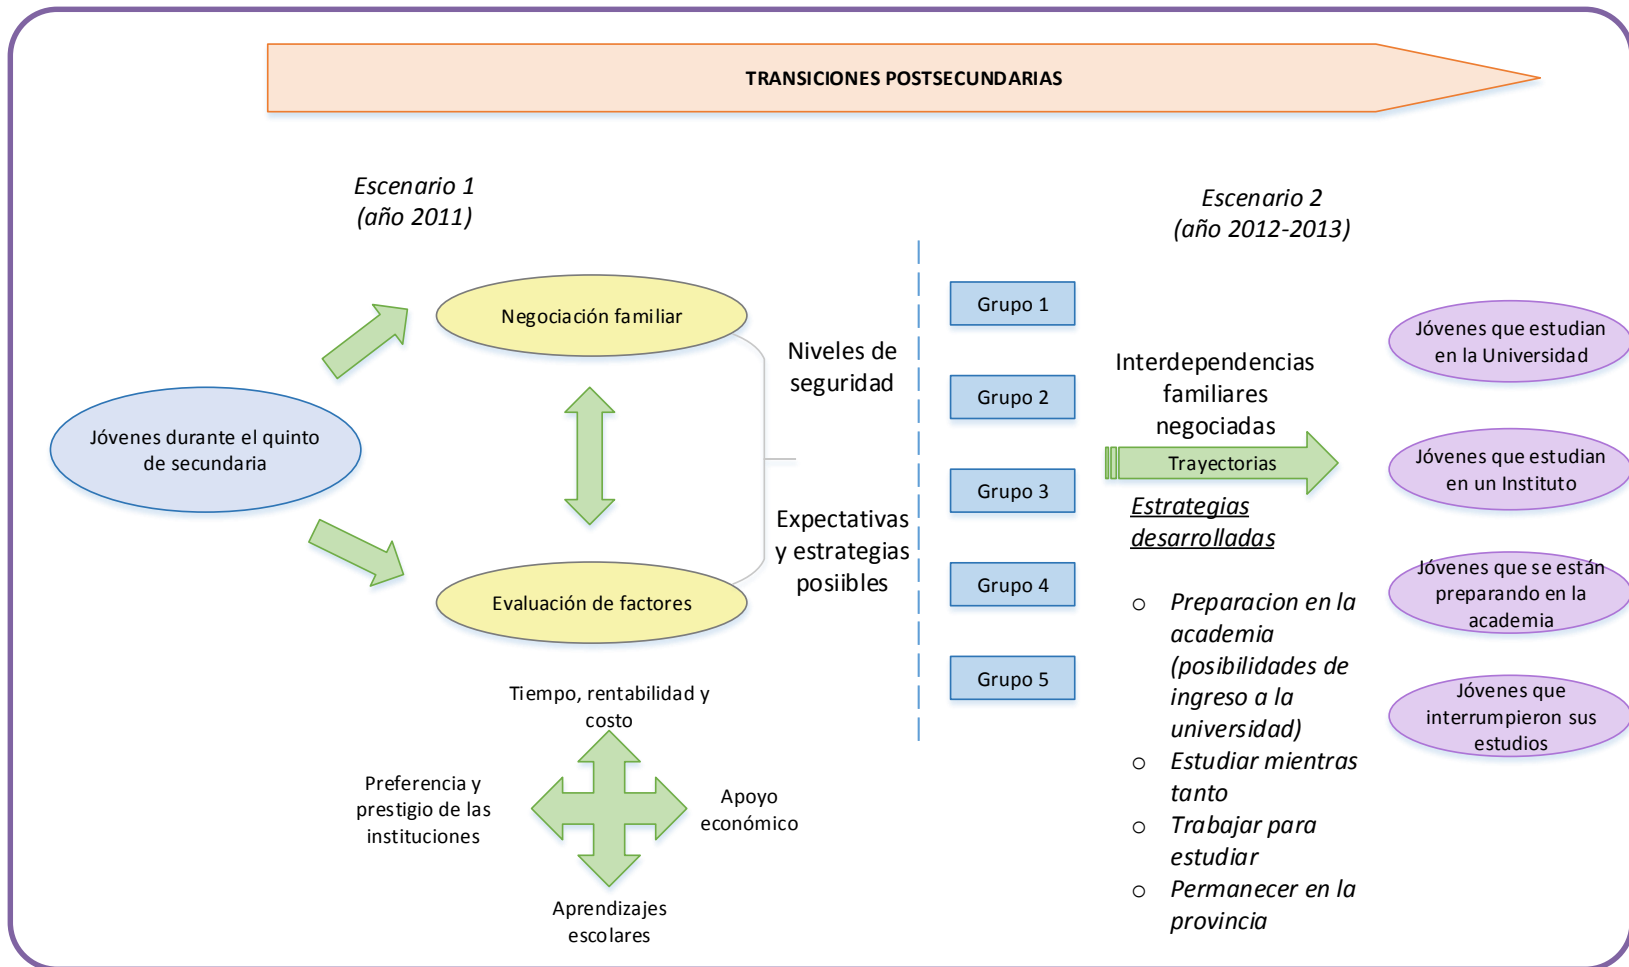 TRANSICIONES POSTSECUNDARIAS
Escenario 1
(año 2011)
Escenario 2
(año 2012-2013)
Jóvenes durante el quinto
de secundaria
Negociación familiar
Evaluación de factores
Niveles de
seguridad
Expectativas
y estrategias
posiibles
Tiempo, rentabilidad y
costo
Preferencia y
prestigio de las
instituciones
Apoyo
económico
Aprendizajes
escolares
Grupo 1
Grupo 2
Grupo 3
Grupo 4
Grupo 5
Interdependencias
familiares
negociadas
Trayectorias
Estrategias
desarrolladas
o Preparacion en la
academia
(posibilidades de
ingreso a la
universidad)
o Estudiar mientras
tanto
o Trabajar para
estudiar
o Permanecer en la
provincia
Jóvenes que estudian
en la Universidad
Jóvenes que estudian
en un Instituto
Jóvenes que se están
preparando en la
academia
Jóvenes que
interrumpieron sus
estudios